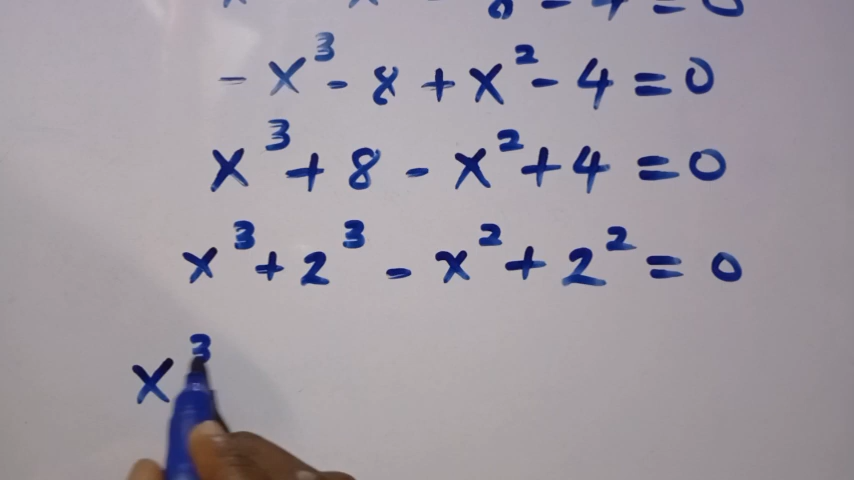 - x³ - 8 + x² - 4 = 0
x³ + 8 - x² + 4 = 0
x³ + 2³ - x² + 2² = 0
x³